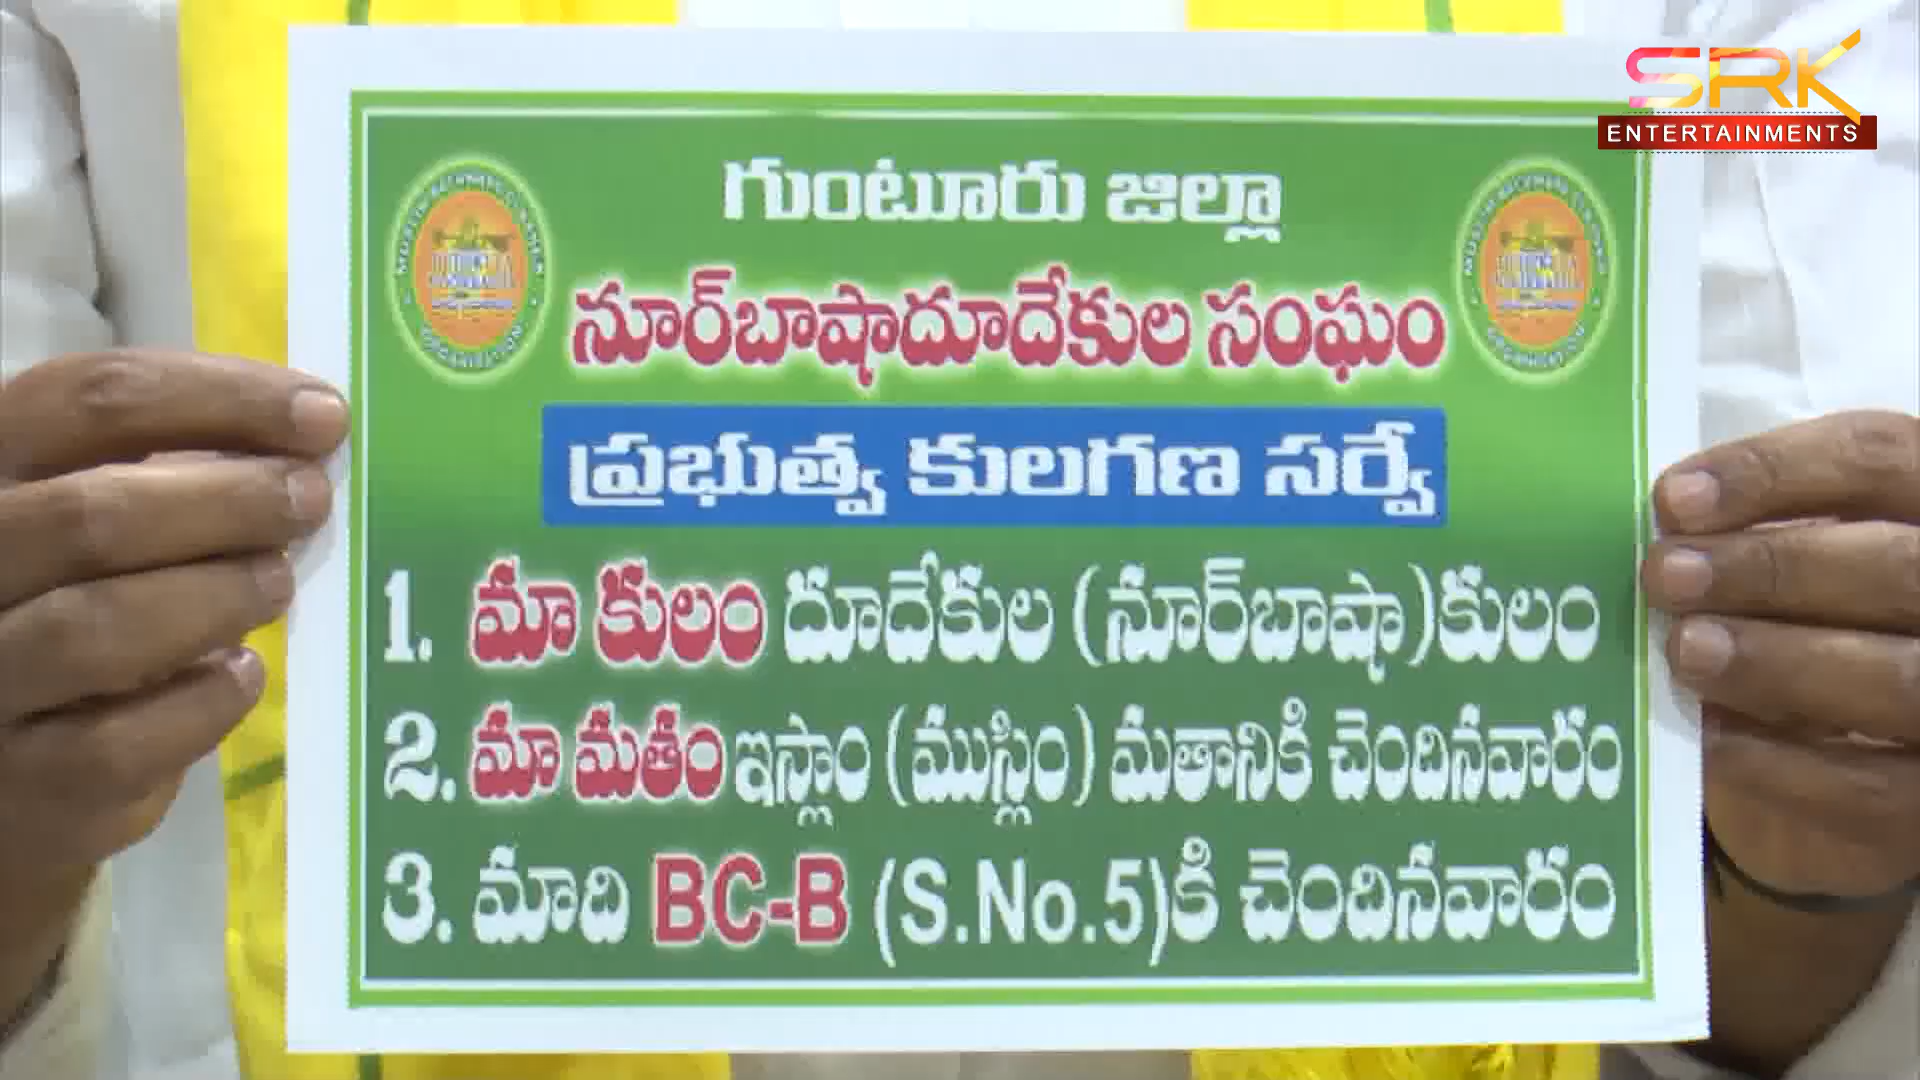 SRK
ENTERTAINMENTS
గుంటూరు జిల్లా
నూర్‌బాషాదూదేకుల సంఘం
ప్రభుత్వ కులగణ సర్వే
1. మా కులం దూదేకుల (నూర్‌బాషా)కులం
2. మా మతం ఇస్లాం (ముస్లిం) మతానికి చెందినవారం
3. మాది BC-B (S.No.5)కి చెందినవారం